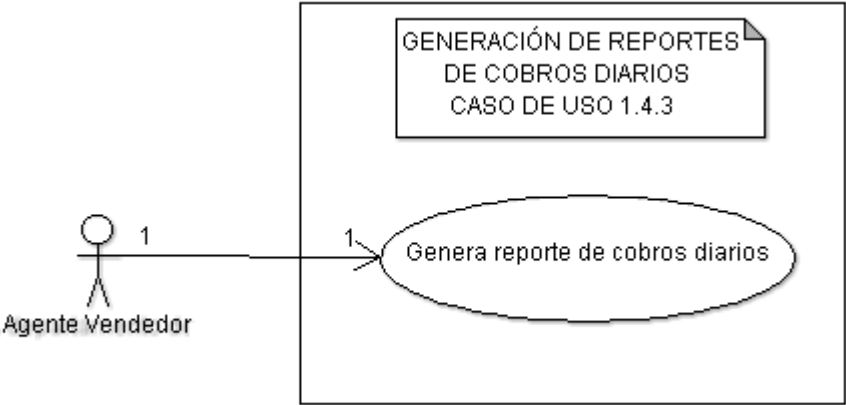 GENERACIÓN DE REPORTES
DE COBROS DIARIOS
CASO DE USO 1.4.3
1
1
Genera reporte de cobros diarios
Agente Vendedor